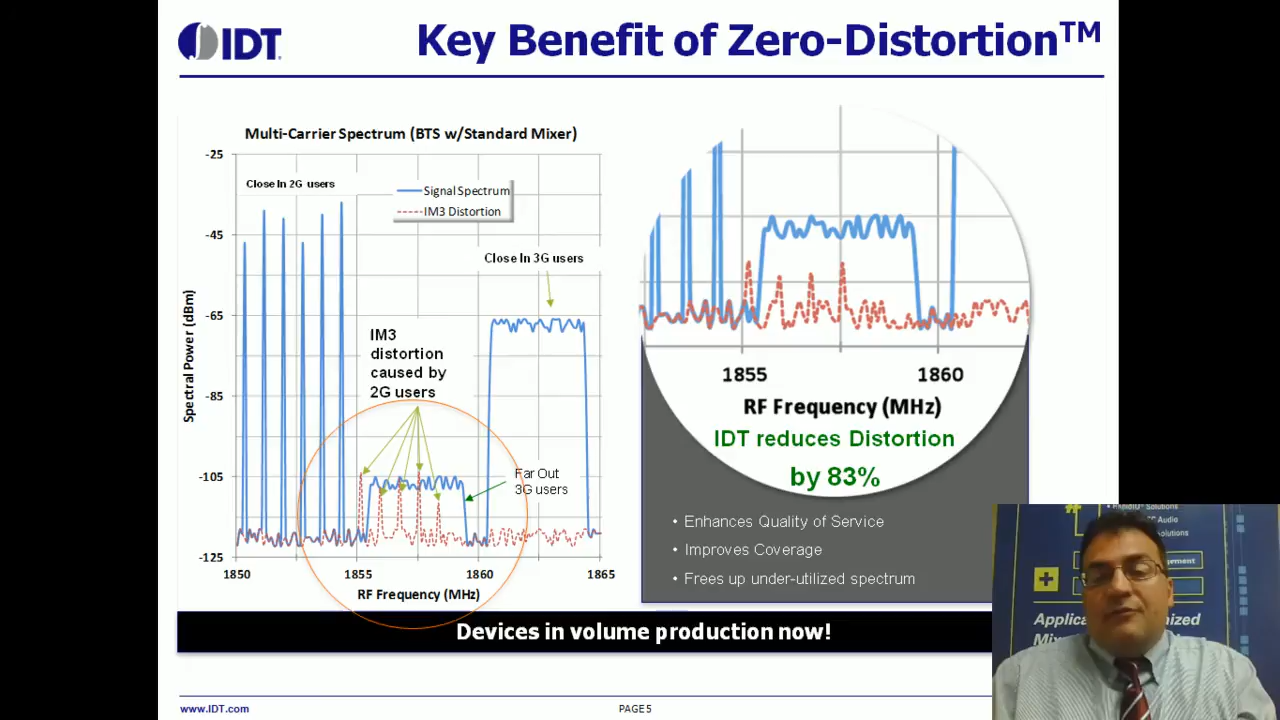 IDT
Key Benefit of Zero-Distortion™
Multi-Carrier Spectrum (BTS w/Standard Mixer)
-25
-45
-65
-85
-105
-125
Spectral Power (dBm)
Close In 2G users
Signal Spectrum
IM3 Distortion
Close In 3G users
IM3
distortion
caused by
2G users
Far Out
3G users
1850
1855
1860
1865
RF Frequency (MHz)
1855
1860
RF Frequency (MHz)
IDT reduces Distortion
by 83%
• Enhances Quality of Service
• Improves Coverage
• Frees up under-utilized spectrum
Devices in volume production now!
www.IDT.com
PAGE 5
Solutions
Audio
Solutions